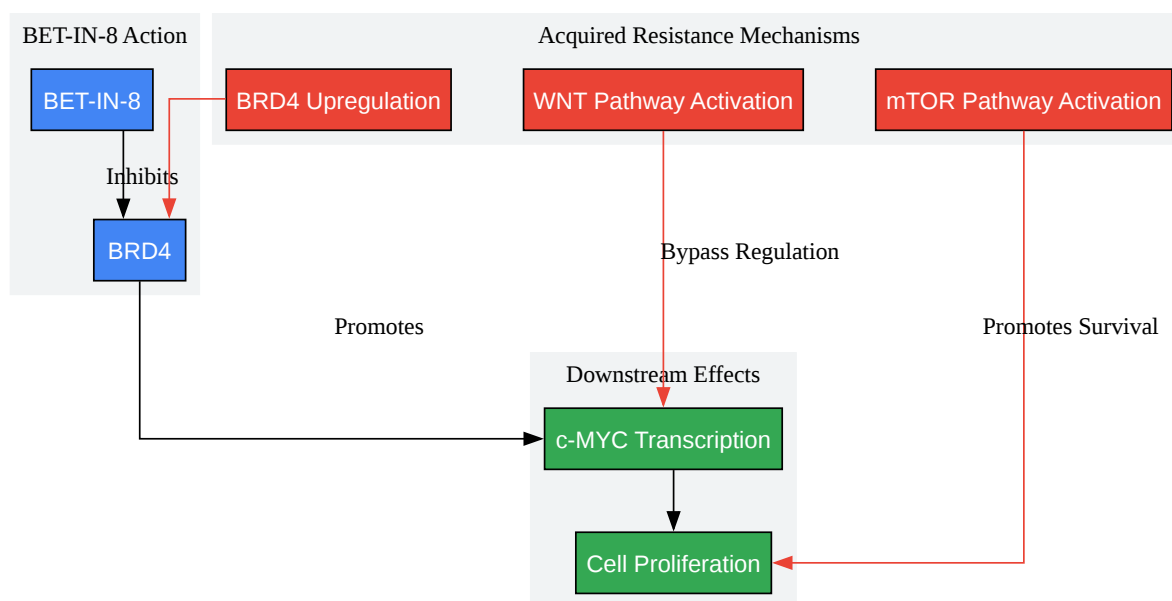 BET-IN-8 Action
Acquired Resistance Mechanisms
BET-IN-8
BRD4 Upregulation
WNT Pathway Activation
mTOR Pathway Activation
Inhibits
BRD4
Bypass Regulation
Promotes
Promotes Survival
Downstream Effects
c-MYC Transcription
Cell Proliferation